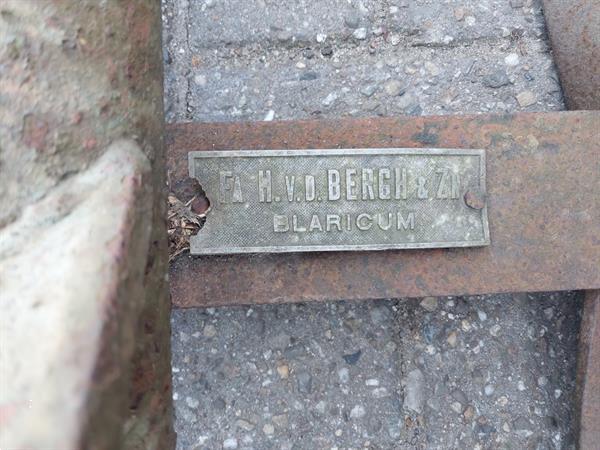 FA H. V. D. BERGH & ZN
BLARICUM